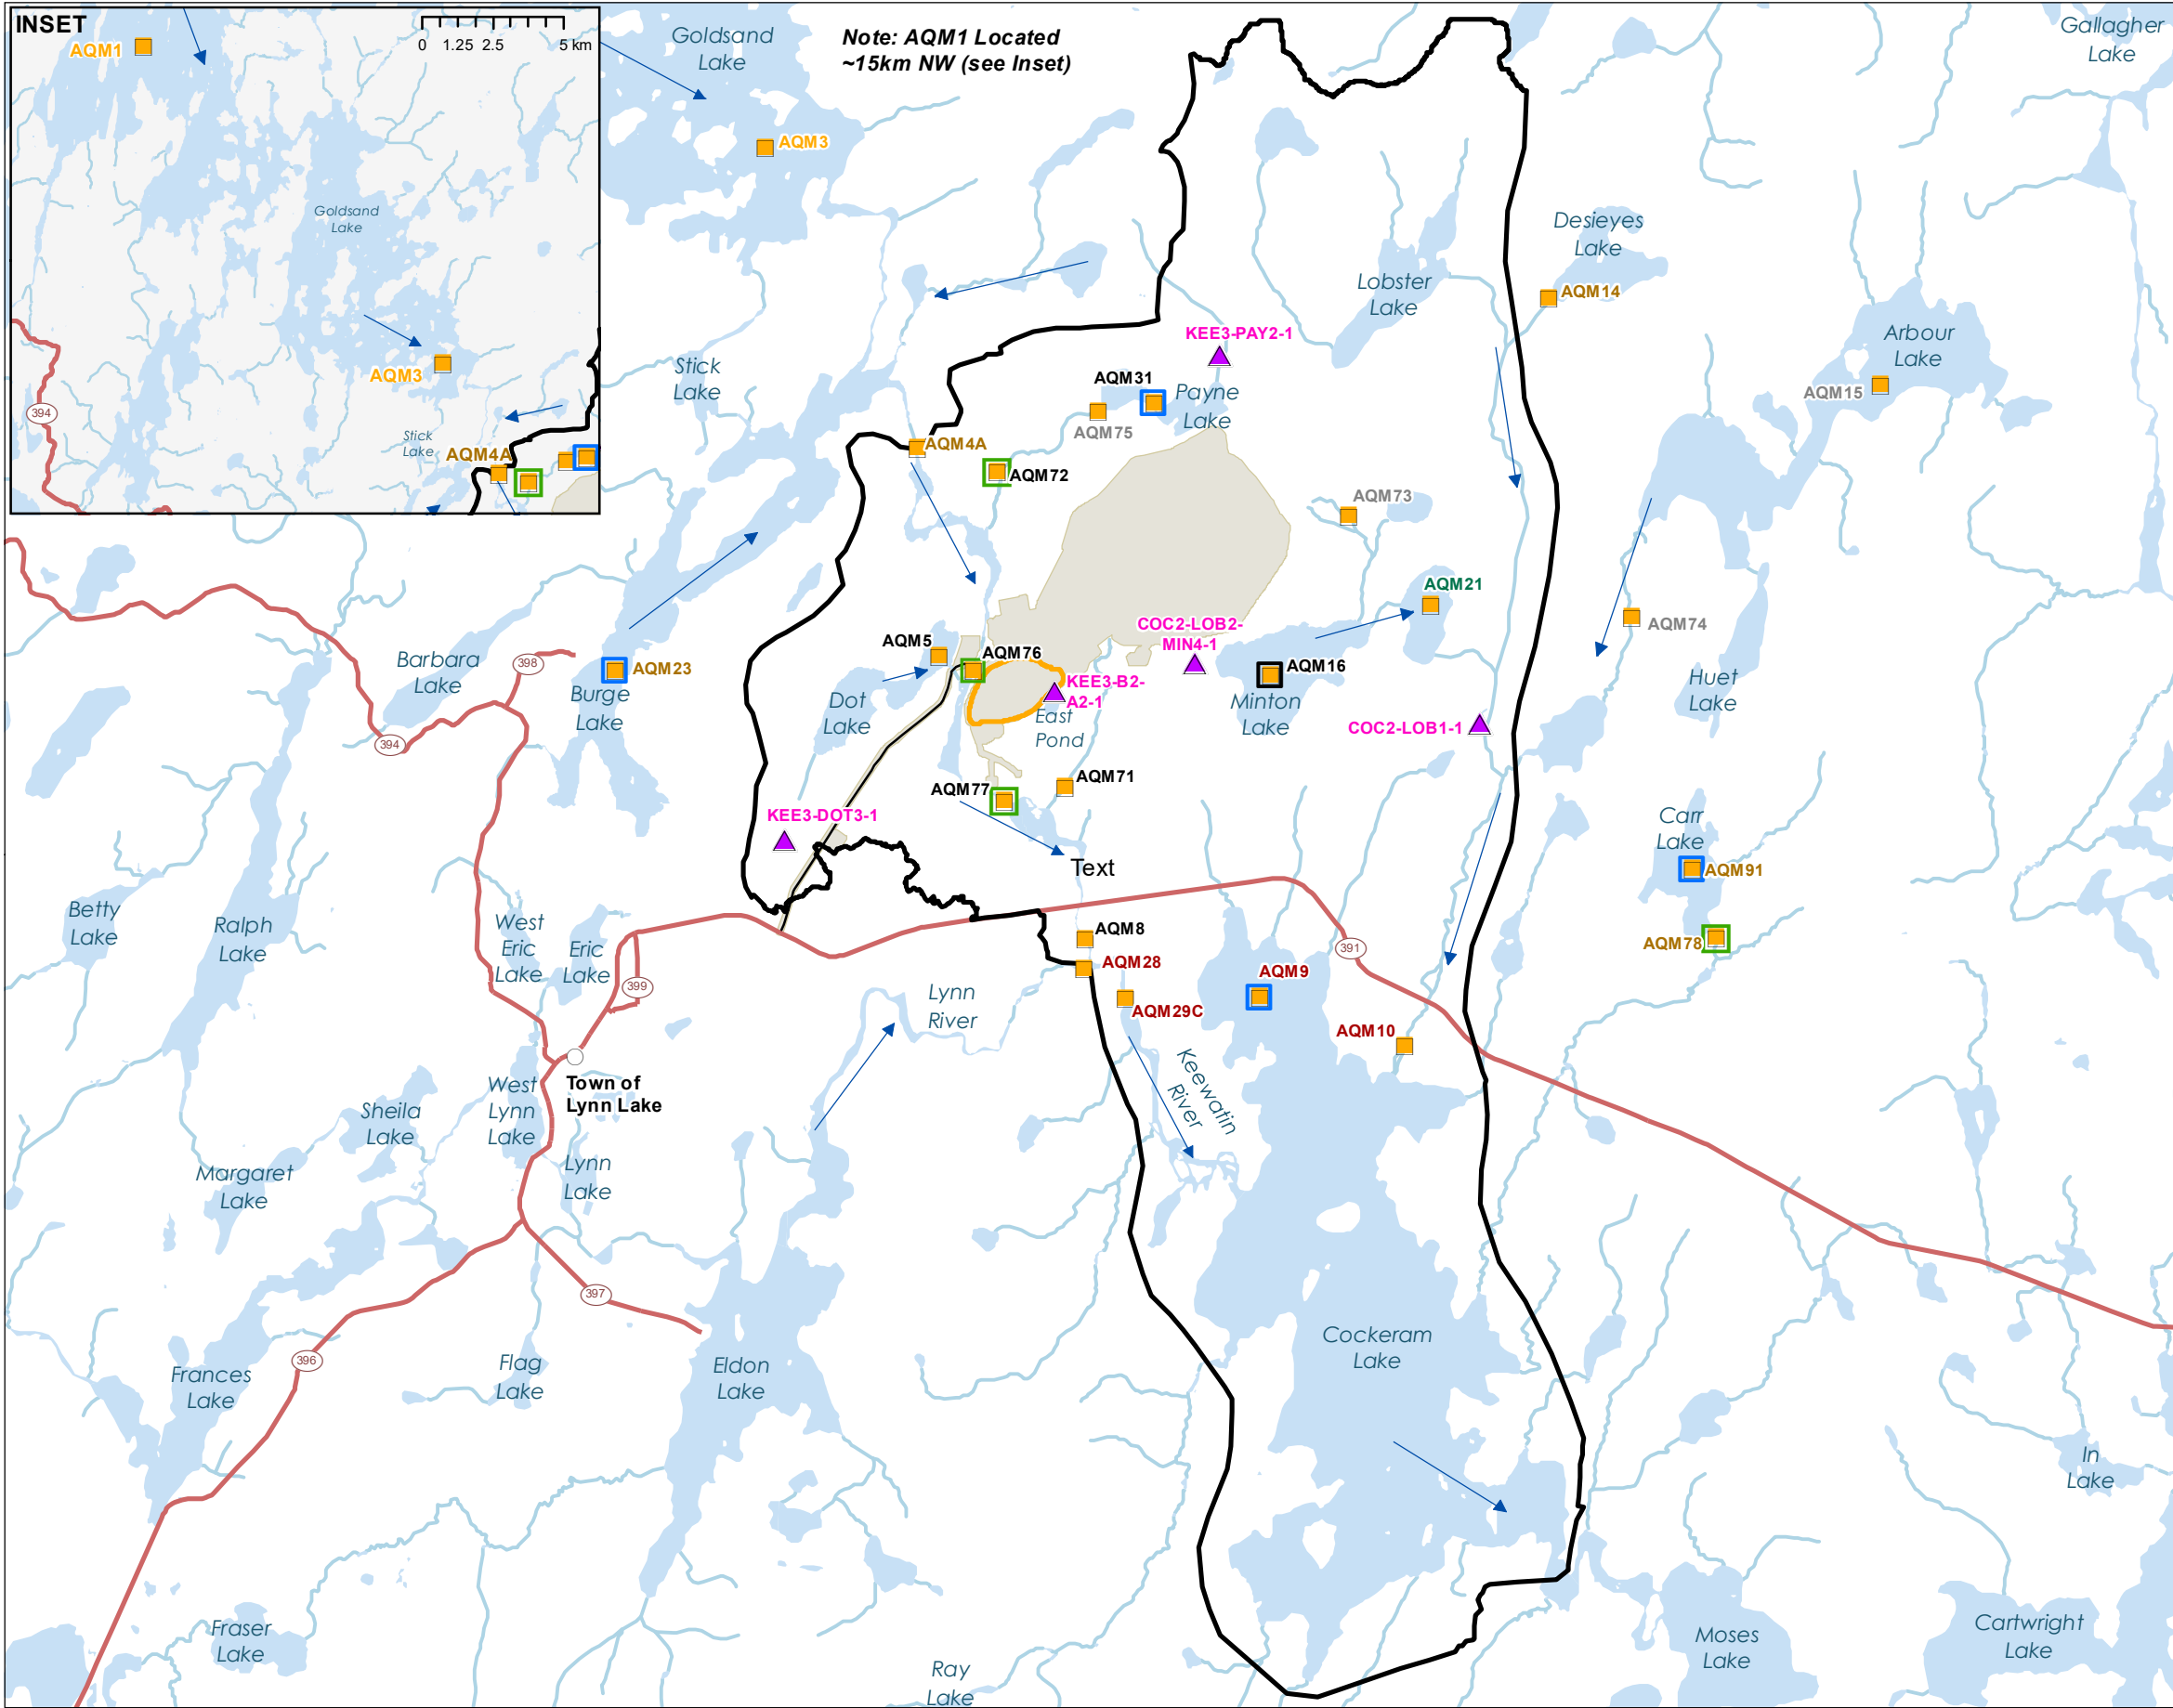 INSET
AQM1
0 1.25 2.5 5 km
Goldsand
Lake
AQM3
394
Stick
Lake
AQM4A
Goldsand
Lake
Note: AQM1 Located
~15km NW (see Inset)
AQM3
Gallagher
Lake
Desieyes
Lake
AQM14
Lobster
Lake
Arbour
Lake
AQM15
KEE3-PAY2-1
Stick
Lake
AQM31
Payne
Lake
AQM75
AQM4A
AQM72
AQM73
AQM21
AQM74
COC2-LOB2-
MIN4-1
AQM5
AQM76
AQM16
Minton
Lake
KEE3-B2-
A2-1
East
Pond
Dot
Lake
Barbara
Lake
398
AQM23
Burge
Lake
394
Huet
Lake
COC2-LOB1-1
AQM71
AQM77
KEE3-DOT3-1
Text
Carr
Lake
AQM91
AQM78
Betty
Lake
Ralph
Lake
West
Eric
Lake
Eric
Lake
399
AQM8
AQM28
AQM29C
AQM9
391
AQM10
Lynn
River
Keewatin
River
Town of
Lynn Lake
West
Lynn
Lake
Sheila
Lake
Margaret
Lake
Lynn
Lake
397
396
Frances
Lake
Flag
Lake
Eldon
Lake
Cockeram
Lake
In
Lake
Fraser
Lake
Ray
Lake
Moses
Lake
Cartwright
Lake